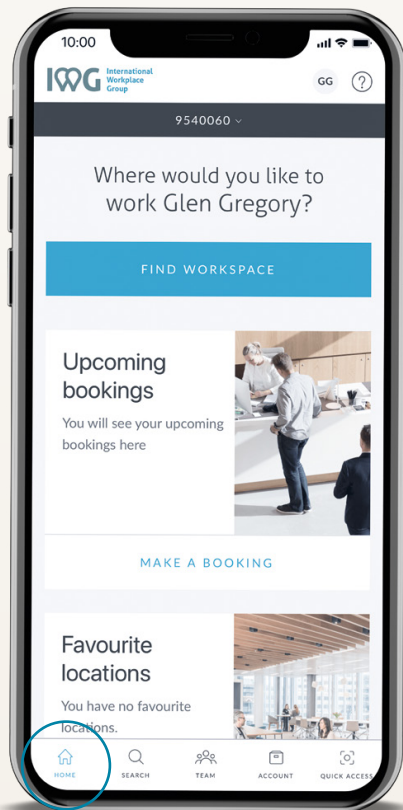 10:00
IWG International
Workplace
Group
GG ?
9540060
Where would you like to
work Glen Gregory?
FIND WORKSPACE
Upcoming
bookings
You will see your upcoming
bookings here
MAKE A BOOKING
Favourite
locations
You have no favourite
locations.
HOME SEARCH TEAM ACCOUNT QUICK ACCESS